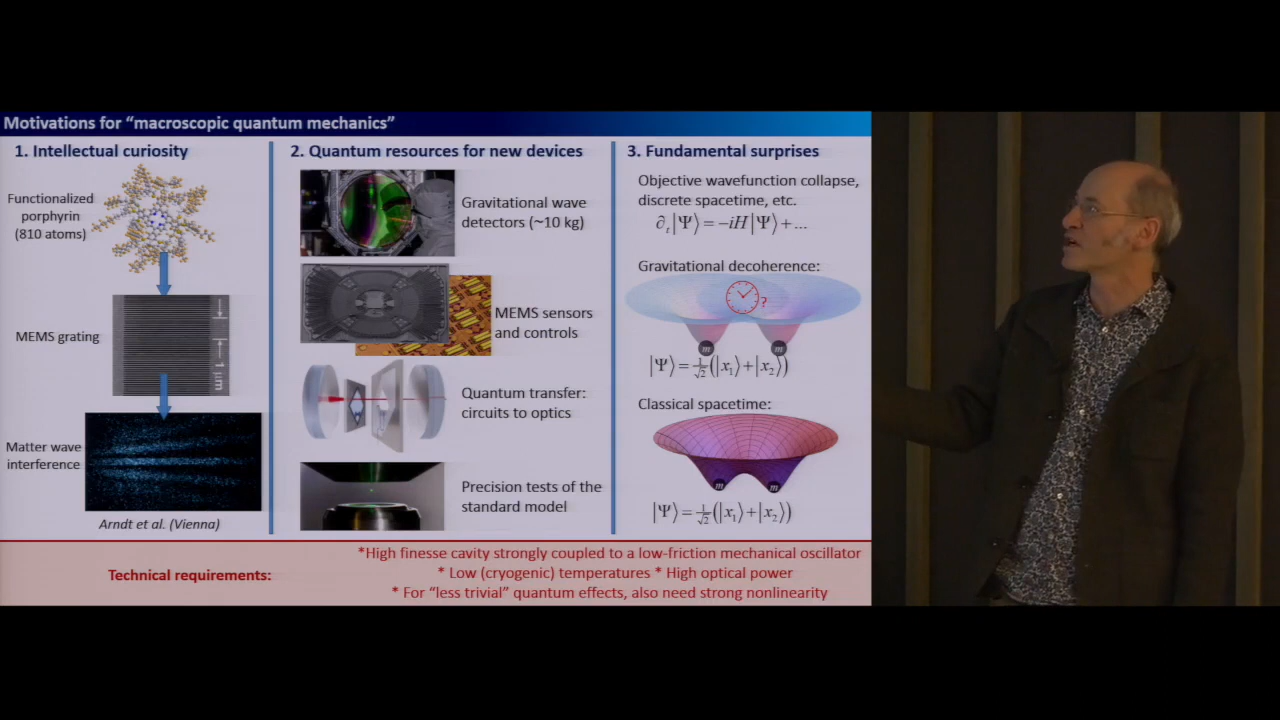 Motivations for “macroscopic quantum mechanics”
1. Intellectual curiosity
Functionalized
porphyrin
(810 atoms)
MEMS grating
1 μm
Matter wave
interference
Arndt et al. (Vienna)
2. Quantum resources for new devices
Gravitational wave
detectors (~10 kg)
MEMS sensors
and controls
Quantum transfer:
circuits to optics
Precision tests of the
standard model
3. Fundamental surprises
Objective wavefunction collapse,
discrete spacetime, etc.
∂ₜ|Ψ⟩ = −iH|Ψ⟩ + ...
Gravitational decoherence:
?
m m
|Ψ⟩ = 1/√2 (|x₁⟩ + |x₂⟩)
Classical spacetime:
m m
|Ψ⟩ = 1/√2 (|x₁⟩ + |x₂⟩)
Technical requirements:
*High finesse cavity strongly coupled to a low-friction mechanical oscillator
* Low (cryogenic) temperatures * High optical power
* For “less trivial” quantum effects, also need strong nonlinearity